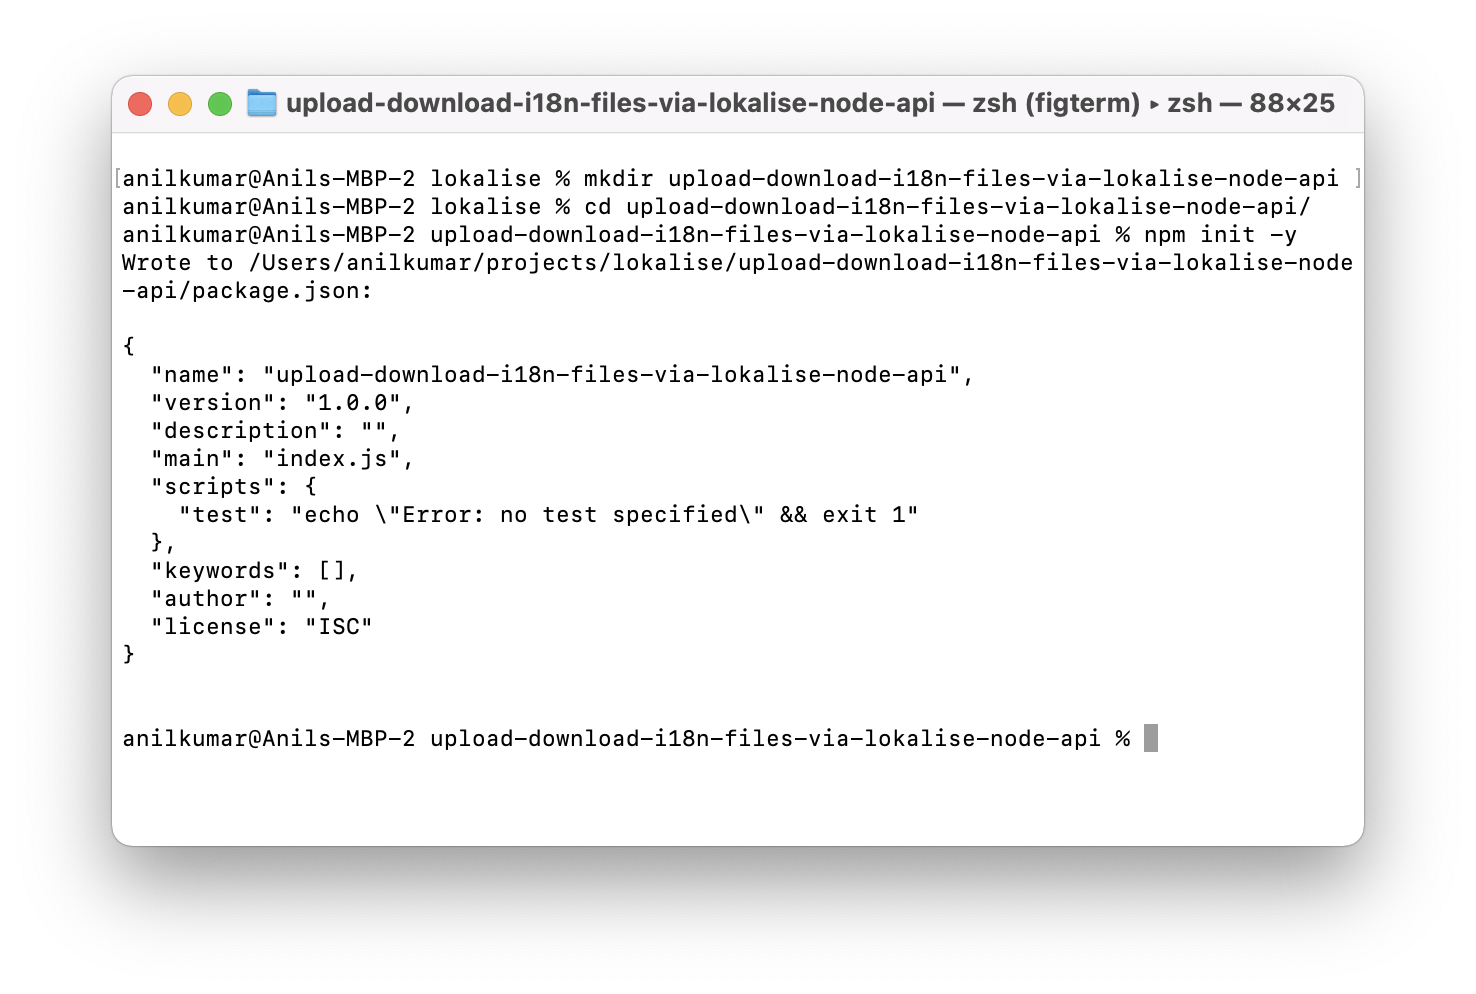 upload-download-i18n-files-via-lokalise-node-api — zsh (figterm) ▸ zsh — 88×25
[anilkumar@Anils-MBP-2 lokalise % mkdir upload-download-i18n-files-via-lokalise-node-api ]
anilkumar@Anils-MBP-2 lokalise % cd upload-download-i18n-files-via-lokalise-node-api/
anilkumar@Anils-MBP-2 upload-download-i18n-files-via-lokalise-node-api % npm init -y
Wrote to /Users/anilkumar/projects/lokalise/upload-download-i18n-files-via-lokalise-node
-api/package.json:

{
  "name": "upload-download-i18n-files-via-lokalise-node-api",
  "version": "1.0.0",
  "description": "",
  "main": "index.js",
  "scripts": {
    "test": "echo \"Error: no test specified\" && exit 1"
  },
  "keywords": [],
  "author": "",
  "license": "ISC"
}

anilkumar@Anils-MBP-2 upload-download-i18n-files-via-lokalise-node-api %